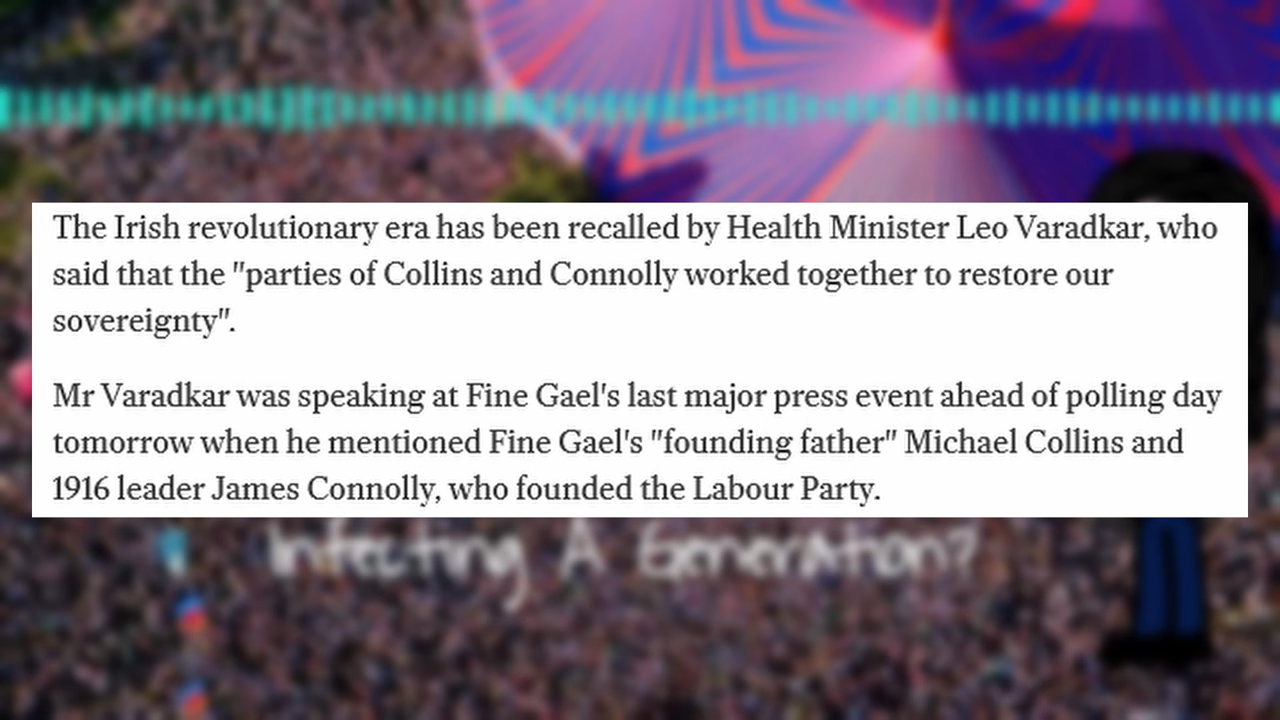 The Irish revolutionary era has been recalled by Health Minister Leo Varadkar, who
said that the "parties of Collins and Connolly worked together to restore our
sovereignty".
Mr Varadkar was speaking at Fine Gael's last major press event ahead of polling day
tomorrow when he mentioned Fine Gael's "founding father" Michael Collins and
1916 leader James Connolly, who founded the Labour Party.
Infecting A Generation?